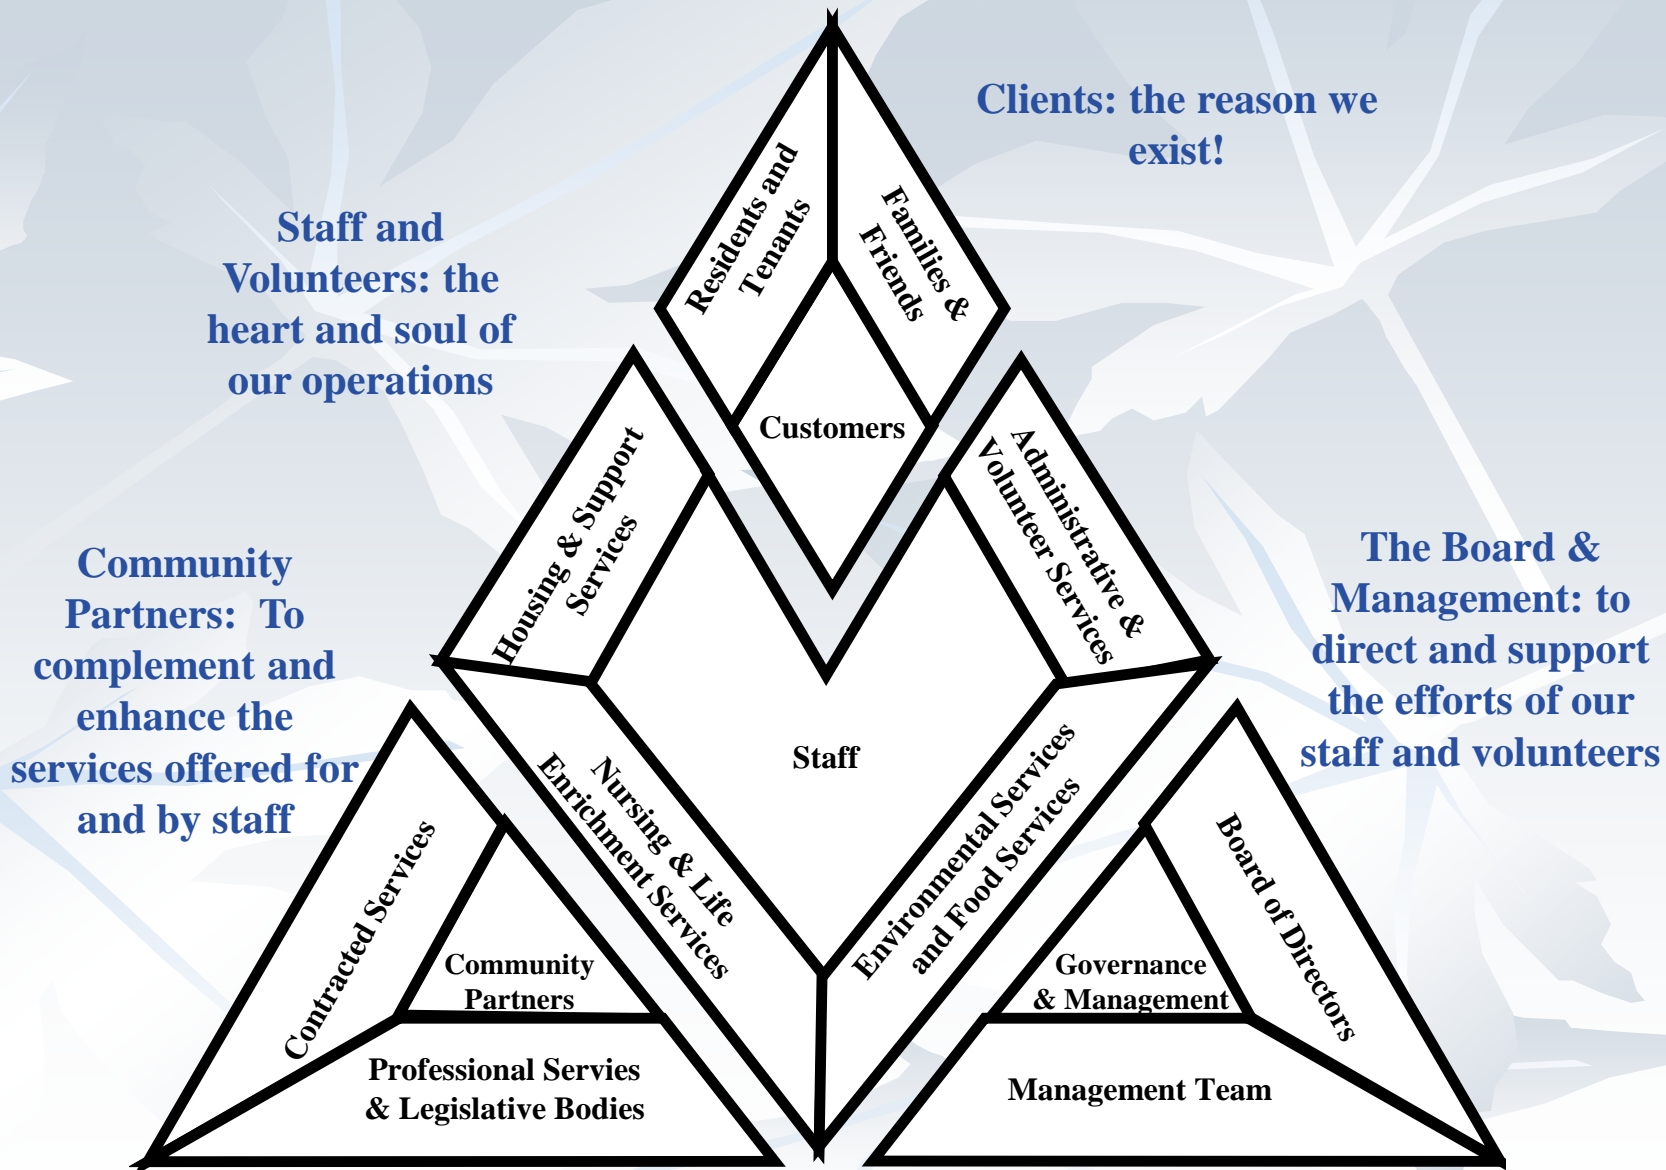 Clients: the reason we
exist!
Residents and
Tenants
Families &
Friends
Customers
Staff and
Volunteers: the
heart and soul of
our operations
Housing & Support
Services
Administrative &
Volunteer Services
Community
Partners:  To
complement and
enhance the
services offered for
and by staff
The Board &
Management: to
direct and support
the efforts of our
staff and volunteers
Staff
Nursing & Life
Enrichment Services
Environmental Services
and Food Services
Contracted Services
Community
Partners
Professional Servies
& Legislative Bodies
Governance
& Management
Board of Directors
Management Team